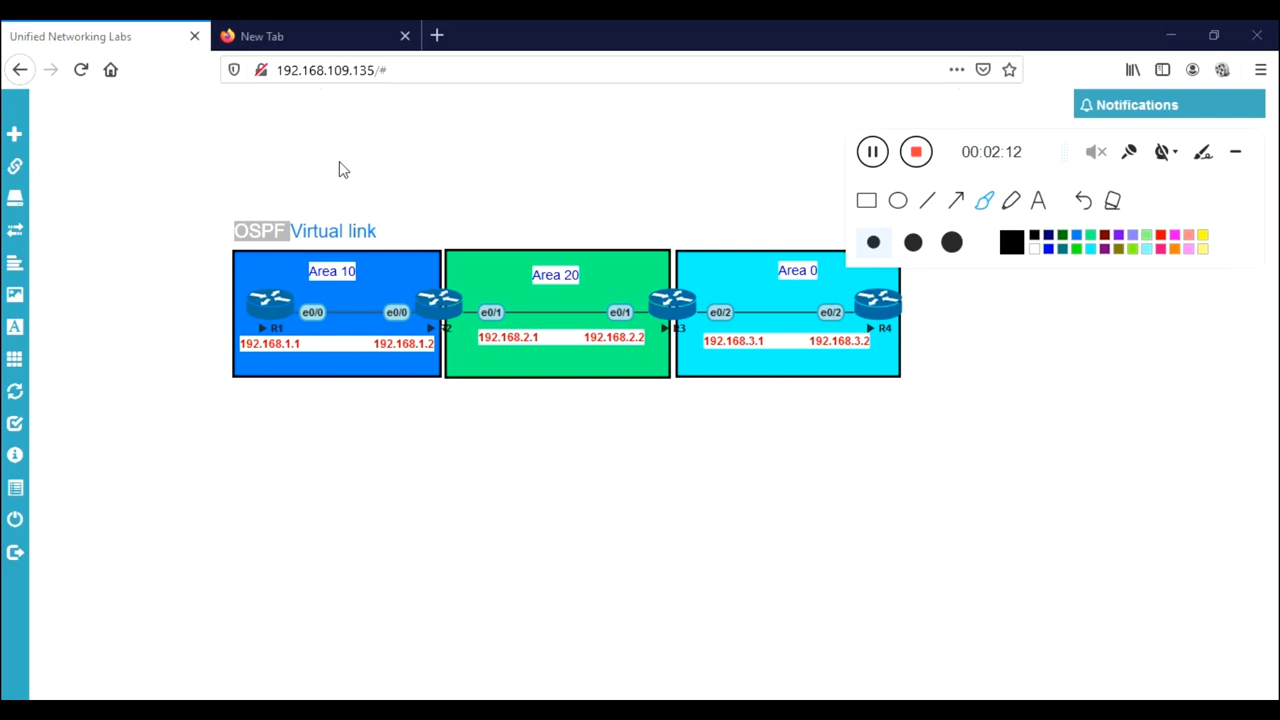 Unified Networking Labs
New Tab
192.168.109.135/#
Notifications
00:02:12
OSPF Virtual link
Area 10
Area 20
Area 0
e0/0
e0/0
e0/1
e0/1
e0/2
e0/2
R1
R2
R3
R4
192.168.1.1
192.168.1.2
192.168.2.1
192.168.2.2
192.168.3.1
192.168.3.2